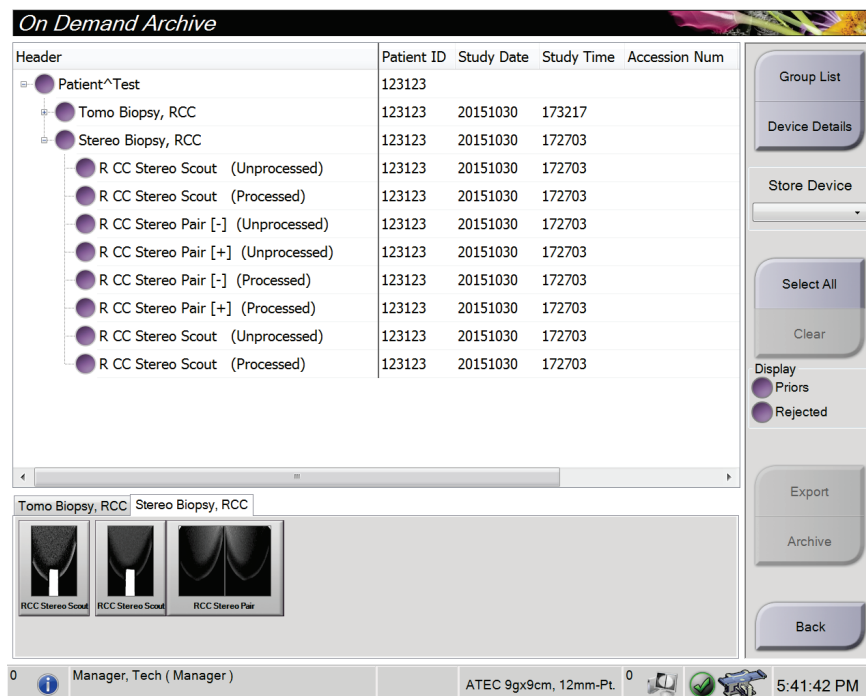 On Demand Archive
Header Patient ID Study Date Study Time Accession Num
Patient^Test 123123
Tomo Biopsy, RCC 123123 20151030 173217
Stereo Biopsy, RCC 123123 20151030 172703
R CC Stereo Scout (Unprocessed) 123123 20151030 172703
R CC Stereo Scout (Processed) 123123 20151030 172703
R CC Stereo Pair [-] (Unprocessed) 123123 20151030 172703
R CC Stereo Pair [+] (Unprocessed) 123123 20151030 172703
R CC Stereo Pair [-] (Processed) 123123 20151030 172703
R CC Stereo Pair [+] (Processed) 123123 20151030 172703
R CC Stereo Scout (Unprocessed) 123123 20151030 172703
R CC Stereo Scout (Processed) 123123 20151030 172703
Group List
Device Details
Store Device
Select All
Clear
Display
Priors
Rejected
Export
Archive
Back
Tomo Biopsy, RCC Stereo Biopsy, RCC
RCC Stereo Scout RCC Stereo Scout RCC Stereo Pair
0 Manager, Tech ( Manager ) ATEC 9gx9cm, 12mm-Pt. 0 5:41:42 PM